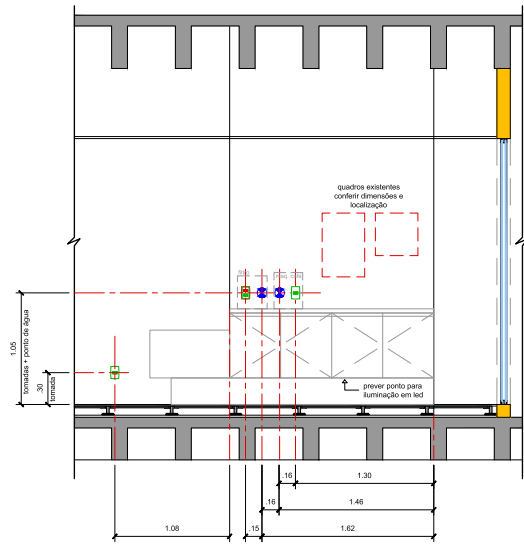 quadros existentes
conferir dimensões e
localização
1.05
tomadas + ponto de água
.30
tomada
prever ponto para
iluminação em led
.16
1.30
.16
1.46
1.08
.15
1.62